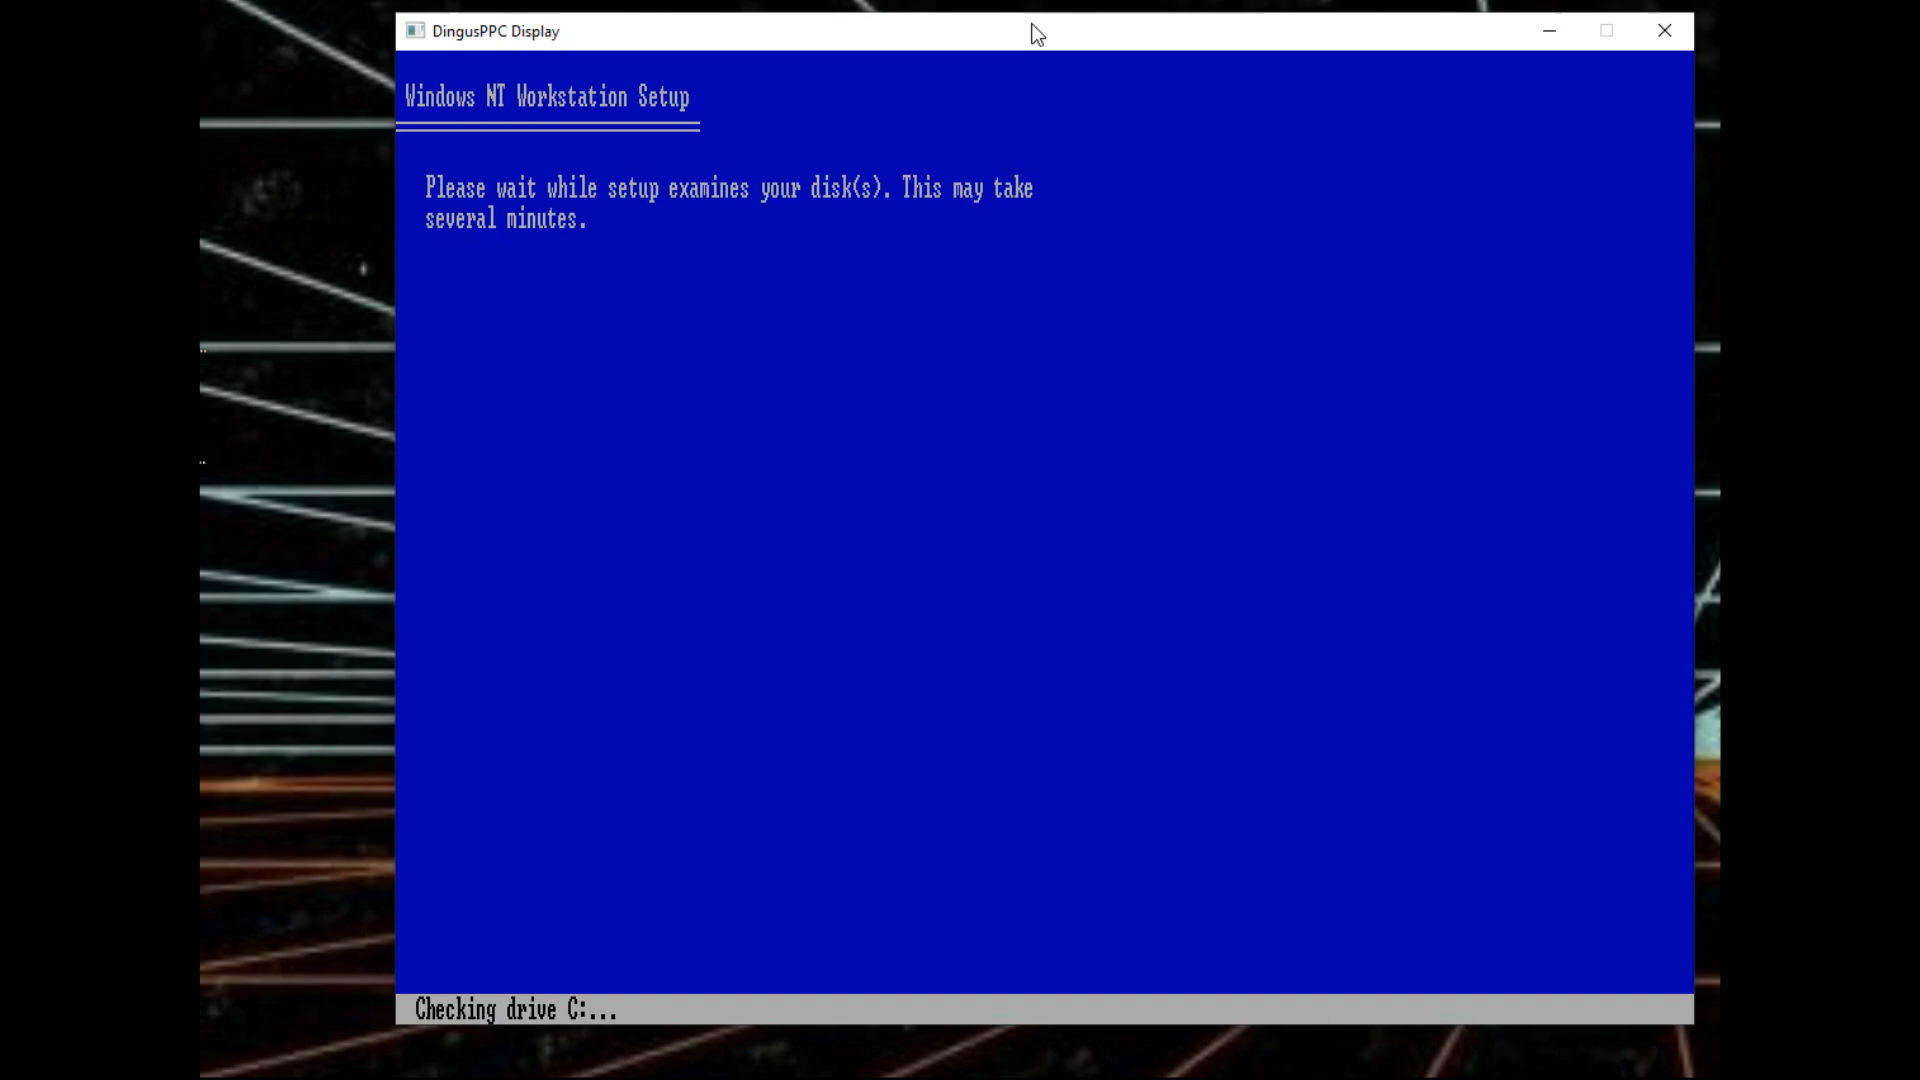 DingusPPC Display
Windows NT Workstation Setup
Please wait while setup examines your disk(s). This may take
several minutes.
Checking drive C:...